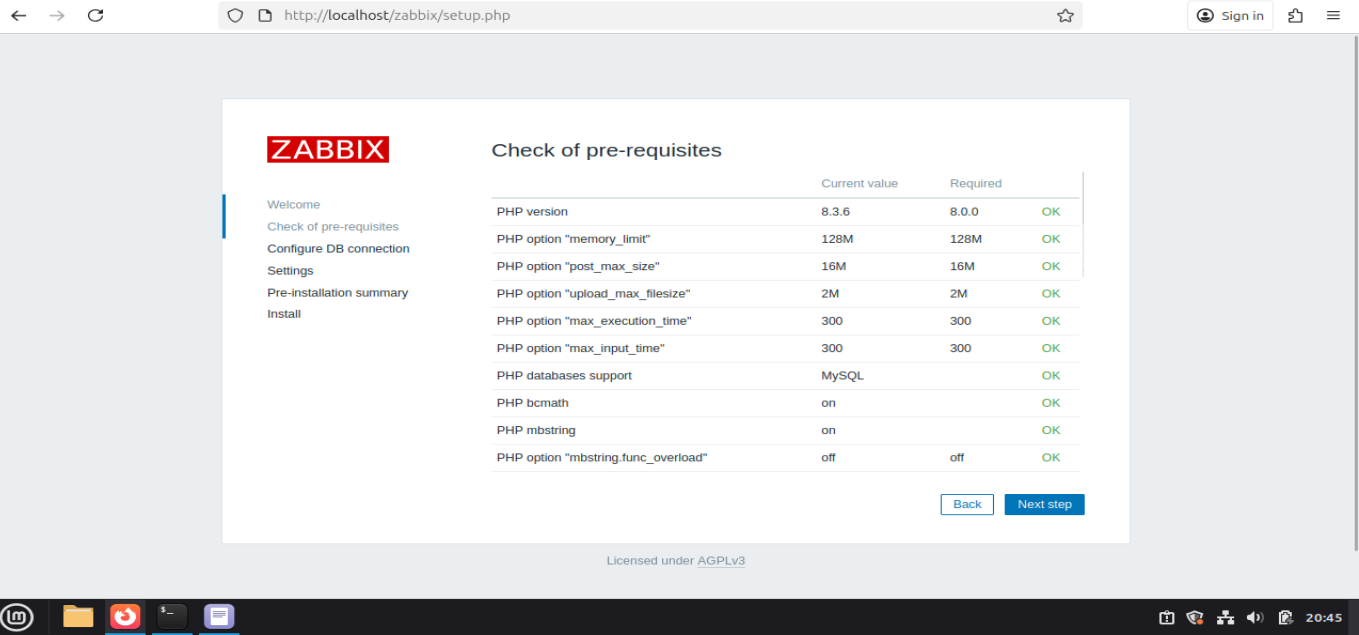 http://localhost/zabbix/setup.php
Sign in
ZABBIX
Welcome
Check of pre-requisites
Configure DB connection
Settings
Pre-installation summary
Install
Check of pre-requisites
Current value Required
PHP version 8.3.6 8.0.0 OK
PHP option "memory_limit" 128M 128M OK
PHP option "post_max_size" 16M 16M OK
PHP option "upload_max_filesize" 2M 2M OK
PHP option "max_execution_time" 300 300 OK
PHP option "max_input_time" 300 300 OK
PHP databases support MySQL OK
PHP bcmath on OK
PHP mbstring on OK
PHP option "mbstring.func_overload" off off OK
Back Next step
Licensed under AGPLv3
20:45